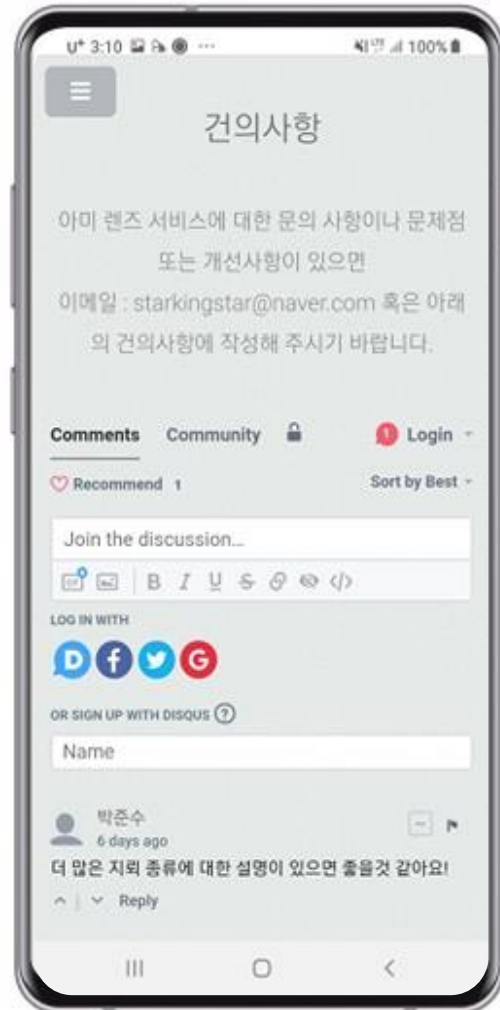 U+ 3:10 ··· LTE 100%
건의사항
아미 렌즈 서비스에 대한 문의 사항이나 문제점
또는 개선사항이 있으면
이메일 : starkingstar@naver.com 혹은 아래
의 건의사항에 작성해 주시기 바랍니다.
Comments Community 1 Login
Recommend 1 Sort by Best
Join the discussion...
GIF B I U S </>
LOG IN WITH
D f G
OR SIGN UP WITH DISQUS ?
Name
박준수
6 days ago
더 많은 지뢰 종류에 대한 설명이 있으면 좋을것 같아요!
Reply